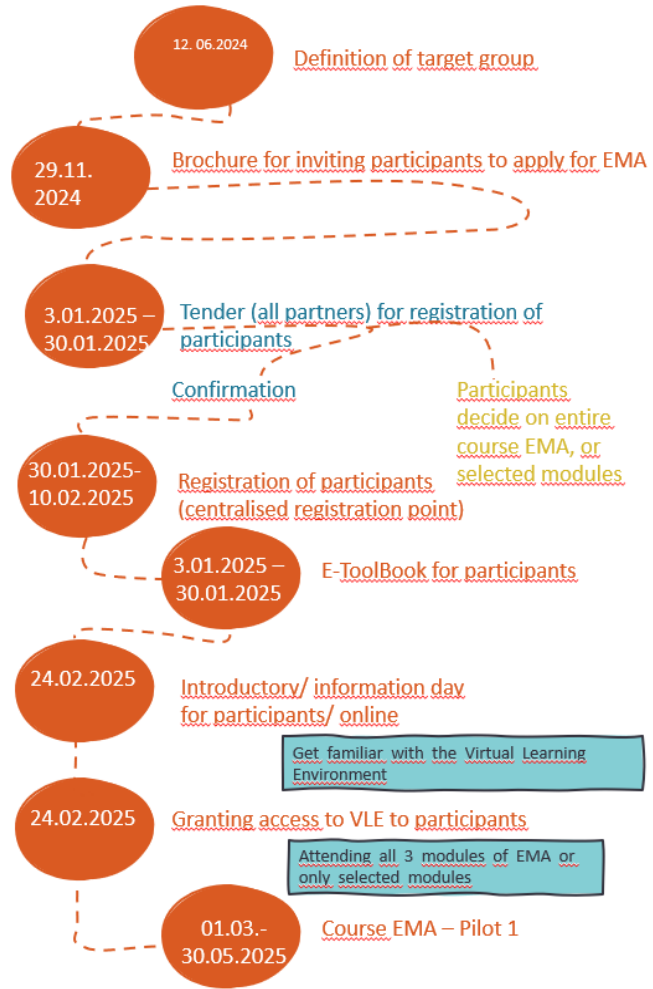 12. 06.2024
Definition of target group
29.11.
2024
Brochure for inviting participants to apply for EMA
3.01.2025 –
30.01.2025
Tender (all partners) for registration of
participants
Confirmation
Participants
decide on entire
course EMA, or
selected modules
30.01.2025-
10.02.2025
Registration of participants
(centralised registration point)
3.01.2025 –
30.01.2025
E-ToolBook for participants
24.02.2025
Introductory/ information day
for participants/ online
Get familiar with the Virtual Learning
Environment
24.02.2025
Granting access to VLE to participants
Attending all 3 modules of EMA or
only selected modules
01.03.-
30.05.2025
Course EMA – Pilot 1